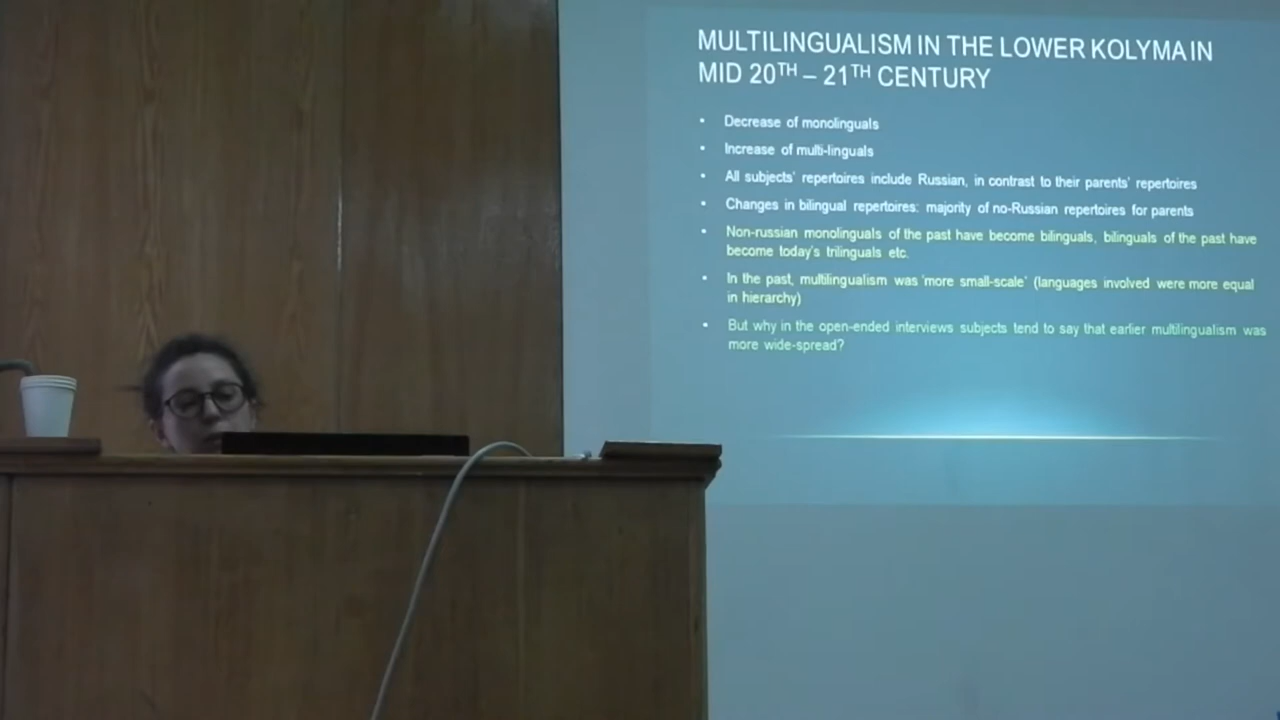 MULTILINGUALISM IN THE LOWER KOLYMA IN
MID 20TH – 21TH CENTURY
• Decrease of monolinguals
• Increase of multi-linguals
• All subjects' repertoires include Russian, in contrast to their parents' repertoires
• Changes in bilingual repertoires: majority of no-Russian repertoires for parents
• Non-russian monolinguals of the past have become bilinguals, bilinguals of the past have
become today's trilinguals etc.
• In the past, multilingualism was 'more small-scale' (languages involved were more equal
in hierarchy)
• But why in the open-ended interviews subjects tend to say that earlier multilingualism was
more wide-spread?